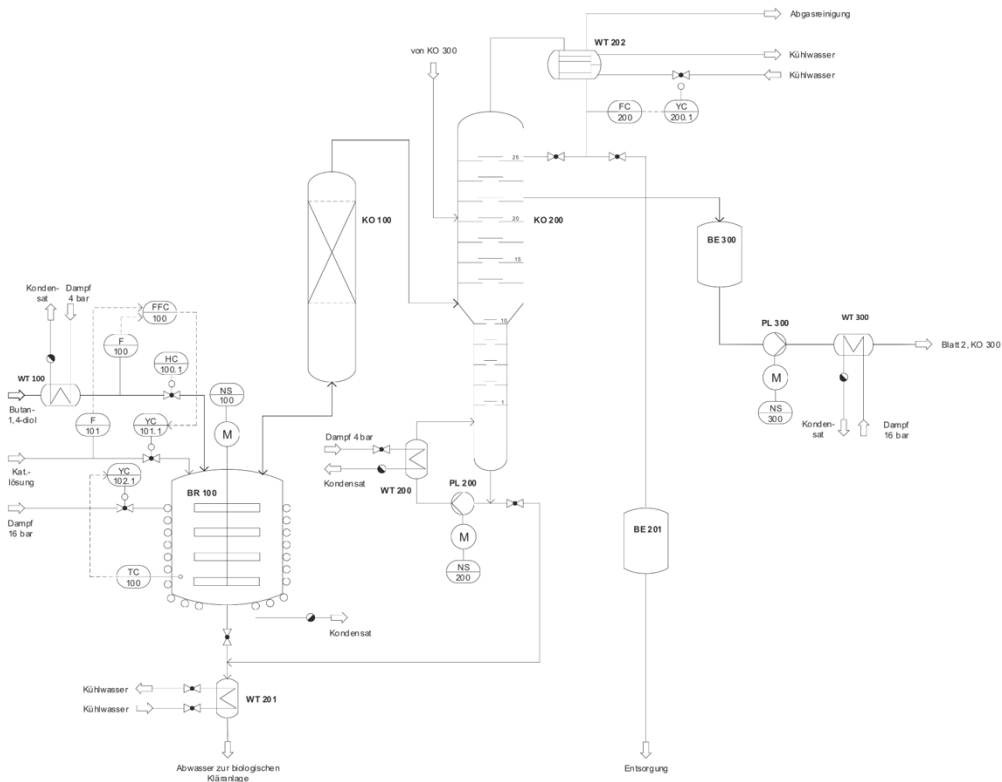 Abgasreinigung
von KO 300
WT 202
Kühlwasser
Kühlwasser
FC
200
YC
200.1
25
KO 100
20
KO 200
15
BE 300
10
Konden-
sat
Dampf
4 bar
FFC
100
F
100
HC
100.1
PL 300
WT 300
Blatt 2, KO 300
WT 100
NS
100
M
NS
300
Butan-
1,4-diol
F
101
YC
101.1
1
Konden-
sat
Dampf
16 bar
M
Dampf 4 bar
Kondensat
WT 200
PL 200
Kat.-
lösung
YC
102.1
BR 100
Dampf
16 bar
M
BE 201
NS
200
TC
100
Kondensat
Kühlwasser
Kühlwasser
WT 201
Abwasser zur biologischen
Kläranlage
Entsorgung